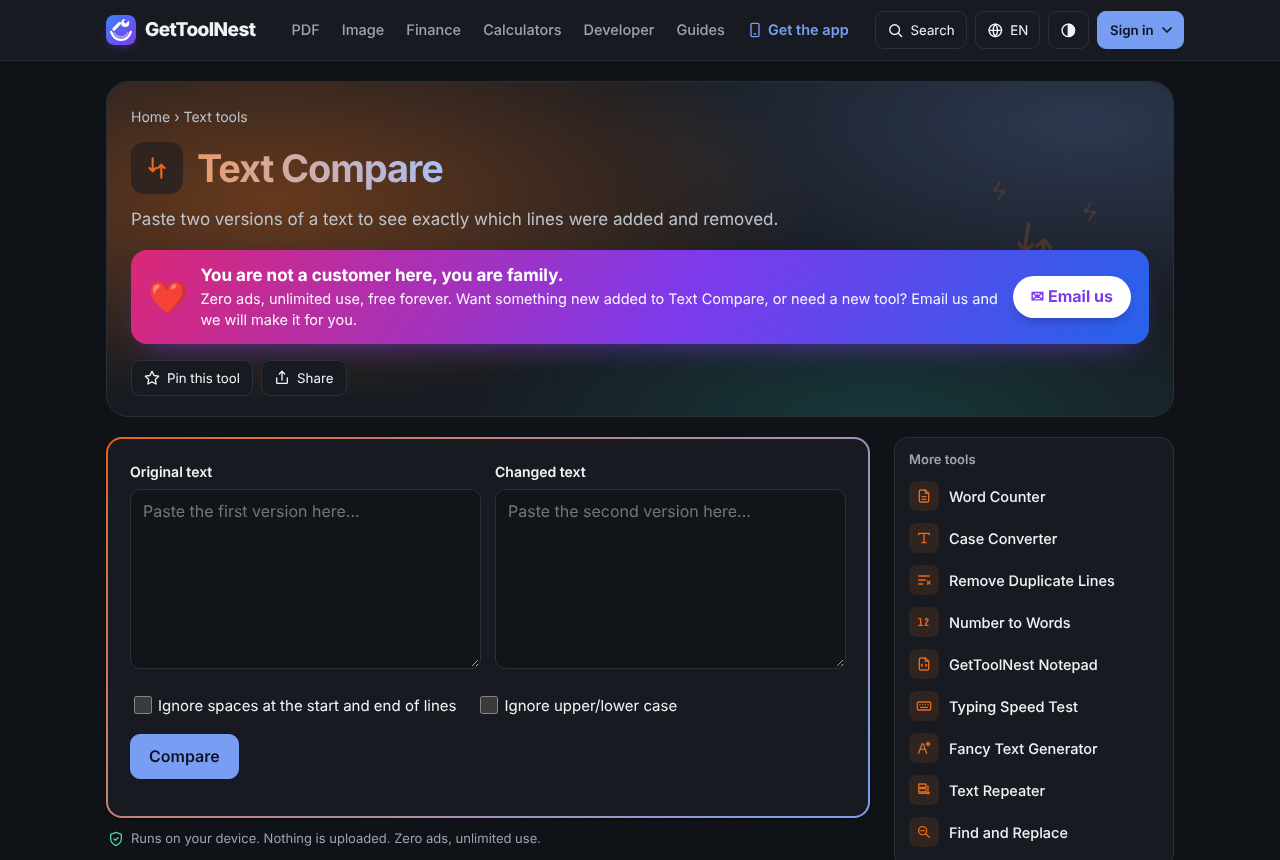 GetToolNest
PDF
Image
Finance
Calculators
Developer
Guides
Get the app
Search
EN
Sign in
Home › Text tools
Text Compare
Paste two versions of a text to see exactly which lines were added and removed.
You are not a customer here, you are family.
Zero ads, unlimited use, free forever. Want something new added to Text Compare, or need a new tool? Email us and
we will make it for you.
✉ Email us
Pin this tool
Share
Original text
Changed text
Paste the first version here...
Paste the second version here...
Ignore spaces at the start and end of lines
Ignore upper/lower case
Compare
Runs on your device. Nothing is uploaded. Zero ads, unlimited use.
More tools
Word Counter
Case Converter
Remove Duplicate Lines
Number to Words
GetToolNest Notepad
Typing Speed Test
Fancy Text Generator
Text Repeater
Find and Replace